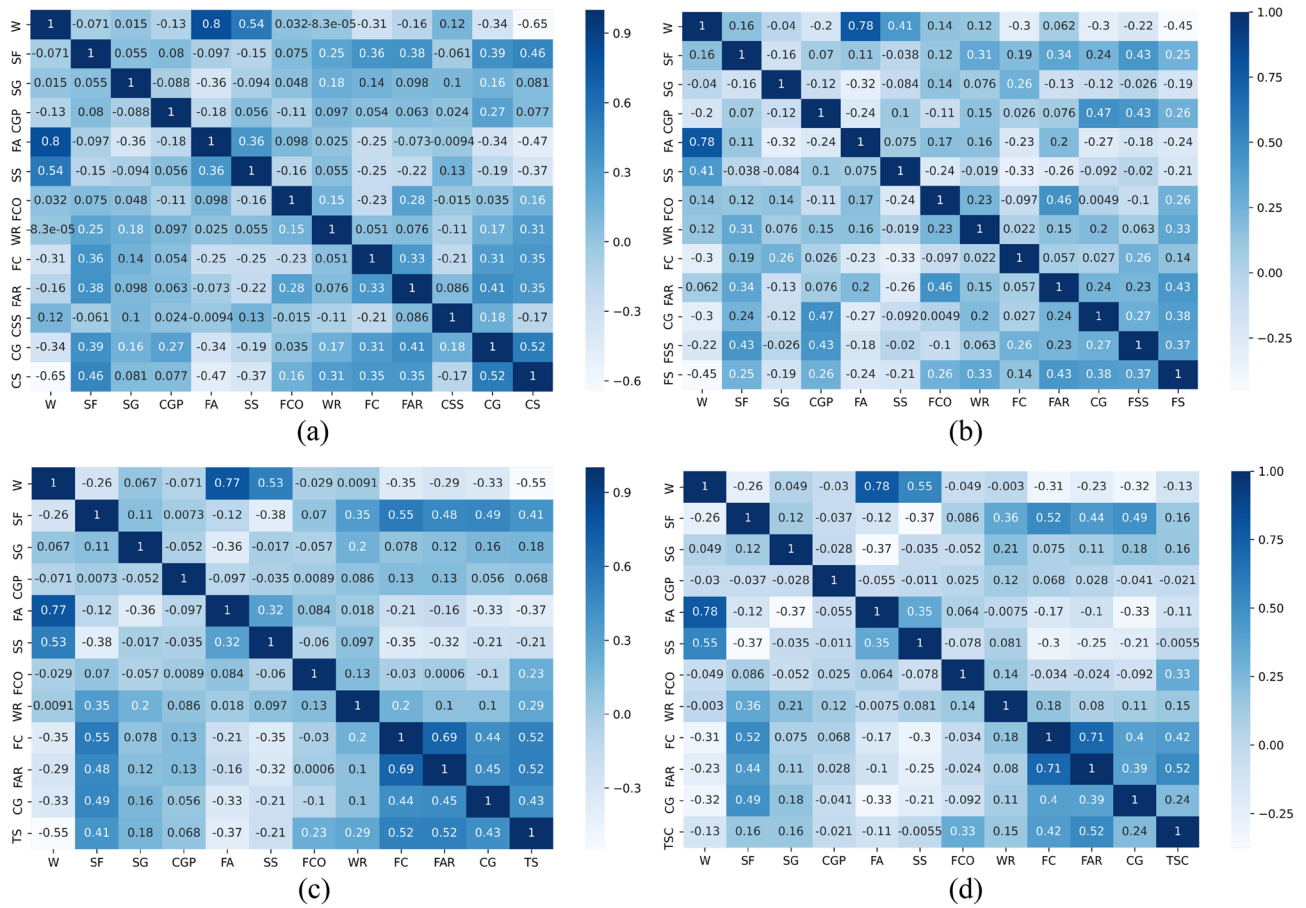 W 1 -0.071 0.015 -0.13 0.8 0.54 0.032 -8.3e-05 -0.31 -0.16 0.12 -0.34 -0.65
SF -0.071 1 0.055 0.08 -0.097 -0.15 0.075 0.25 0.36 0.38 -0.061 0.39 0.46
SG 0.015 0.055 1 -0.088 -0.36 -0.094 0.048 0.18 0.14 0.098 0.1 0.16 0.081
CGP -0.13 0.08 -0.088 1 -0.18 0.056 -0.11 0.097 0.054 0.063 0.024 0.27 0.077
FA 0.8 -0.097 -0.36 -0.18 1 0.36 0.098 0.025 -0.25 -0.073 -0.0094 -0.34 -0.47
SS 0.54 -0.15 -0.094 0.056 0.36 1 -0.16 0.055 -0.25 -0.22 0.13 -0.19 -0.37
FCO 0.032 0.075 0.048 -0.11 0.098 -0.16 1 0.15 -0.23 0.28 -0.015 0.035 0.16
WR -8.3e-05 0.25 0.18 0.097 0.025 0.055 0.15 1 0.051 0.076 -0.11 0.17 0.31
FC -0.31 0.36 0.14 0.054 -0.25 -0.25 -0.23 0.051 1 0.33 -0.21 0.31 0.35
FAR -0.16 0.38 0.098 0.063 -0.073 -0.22 0.28 0.076 0.33 1 0.086 0.41 0.35
CSS 0.12 -0.061 0.1 0.024 -0.0094 0.13 -0.015 -0.11 -0.21 0.086 1 0.18 -0.17
CG -0.34 0.39 0.16 0.27 -0.34 -0.19 0.035 0.17 0.31 0.41 0.18 1 0.52
CS -0.65 0.46 0.081 0.077 -0.47 -0.37 0.16 0.31 0.35 0.35 -0.17 0.52 1
W SF SG CGP FA SS FCO WR FC FAR CSS CG CS
0.9
0.6
0.3
0.0
-0.3
-0.6
(a)
W 1 0.16 -0.04 -0.2 0.78 0.41 0.14 0.12 -0.3 0.062 -0.3 -0.22 -0.45
SF 0.16 1 -0.16 0.07 0.11 -0.038 0.12 0.31 0.19 0.34 0.24 0.43 0.25
SG -0.04 -0.16 1 -0.12 -0.32 -0.084 0.14 0.076 0.26 -0.13 -0.12 -0.026 -0.19
CGP -0.2 0.07 -0.12 1 -0.24 0.1 -0.11 0.15 0.026 0.076 0.47 0.43 0.26
FA 0.78 0.11 -0.32 -0.24 1 0.075 0.17 0.16 -0.23 0.2 -0.27 -0.18 -0.24
SS 0.41 -0.038 -0.084 0.1 0.075 1 -0.24 -0.019 -0.33 -0.26 -0.092 -0.02 -0.21
FCO 0.14 0.12 0.14 -0.11 0.17 -0.24 1 0.23 -0.097 0.46 0.0049 -0.1 0.26
WR 0.12 0.31 0.076 0.15 0.16 -0.019 0.23 1 0.022 0.15 0.2 0.063 0.33
FC -0.3 0.19 0.26 0.026 -0.23 -0.33 -0.097 0.022 1 0.057 0.027 0.26 0.14
FAR 0.062 0.34 -0.13 0.076 0.2 -0.26 0.46 0.15 0.057 1 0.24 0.23 0.43
CG -0.3 0.24 -0.12 0.47 -0.27 -0.092 0.0049 0.2 0.027 0.24 1 0.27 0.38
FSS -0.22 0.43 -0.026 0.43 -0.18 -0.02 -0.1 0.063 0.26 0.23 0.27 1 0.37
FS -0.45 0.25 -0.19 0.26 -0.24 -0.21 0.26 0.33 0.14 0.43 0.38 0.37 1
W SF SG CGP FA SS FCO WR FC FAR CG FSS FS
1.00
0.75
0.50
0.25
0.00
-0.25
(b)
W 1 -0.26 0.067 -0.071 0.77 0.53 -0.029 0.0091 -0.35 -0.29 -0.33 -0.55
SF -0.26 1 0.11 0.0073 -0.12 -0.38 0.07 0.35 0.55 0.48 0.49 0.41
SG 0.067 0.11 1 -0.052 -0.36 -0.017 -0.057 0.2 0.078 0.12 0.16 0.18
CGP -0.071 0.0073 -0.052 1 -0.097 -0.035 0.0089 0.086 0.13 0.13 0.056 0.068
FA 0.77 -0.12 -0.36 -0.097 1 0.32 0.084 0.018 -0.21 -0.16 -0.33 -0.37
SS 0.53 -0.38 -0.017 -0.035 0.32 1 -0.06 0.097 -0.35 -0.32 -0.21 -0.21
FCO -0.029 0.07 -0.057 0.0089 0.084 -0.06 1 0.13 -0.03 0.0006 -0.1 0.23
WR 0.0091 0.35 0.2 0.086 0.018 0.097 0.13 1 0.2 0.1 0.1 0.29
FC -0.35 0.55 0.078 0.13 -0.21 -0.35 -0.03 0.2 1 0.69 0.44 0.52
FAR -0.29 0.48 0.12 0.13 -0.16 -0.32 0.0006 0.1 0.69 1 0.45 0.52
CG -0.33 0.49 0.16 0.056 -0.33 -0.21 -0.1 0.1 0.44 0.45 1 0.43
TS -0.55 0.41 0.18 0.068 -0.37 -0.21 0.23 0.29 0.52 0.52 0.43 1
W SF SG CGP FA SS FCO WR FC FAR CG TS
0.9
0.6
0.3
0.0
-0.3
(c)
W 1 -0.26 0.049 -0.03 0.78 0.55 -0.049 -0.003 -0.31 -0.23 -0.32 -0.13
SF -0.26 1 0.12 -0.037 -0.12 -0.37 0.086 0.36 0.52 0.44 0.49 0.16
SG 0.049 0.12 1 -0.028 -0.37 -0.035 -0.052 0.21 0.075 0.11 0.18 0.16
CGP -0.03 -0.037 -0.028 1 -0.055 -0.011 0.025 0.12 0.068 0.028 -0.041 -0.021
FA 0.78 -0.12 -0.37 -0.055 1 0.35 0.064 -0.0075 -0.17 -0.1 -0.33 -0.11
SS 0.55 -0.37 -0.035 -0.011 0.35 1 -0.078 0.081 -0.3 -0.25 -0.21 -0.0055
FCO -0.049 0.086 -0.052 0.025 0.064 -0.078 1 0.14 -0.034 -0.024 -0.092 0.33
WR -0.003 0.36 0.21 0.12 -0.0075 0.081 0.14 1 0.18 0.08 0.11 0.15
FC -0.31 0.52 0.075 0.068 -0.17 -0.3 -0.034 0.18 1 0.71 0.4 0.42
FAR -0.23 0.44 0.11 0.028 -0.1 -0.25 -0.024 0.08 0.71 1 0.39 0.52
CG -0.32 0.49 0.18 -0.041 -0.33 -0.21 -0.092 0.11 0.4 0.39 1 0.24
TSC -0.13 0.16 0.16 -0.021 -0.11 -0.0055 0.33 0.15 0.42 0.52 0.24 1
W SF SG CGP FA SS FCO WR FC FAR CG TSC
1.00
0.75
0.50
0.25
0.00
-0.25
(d)